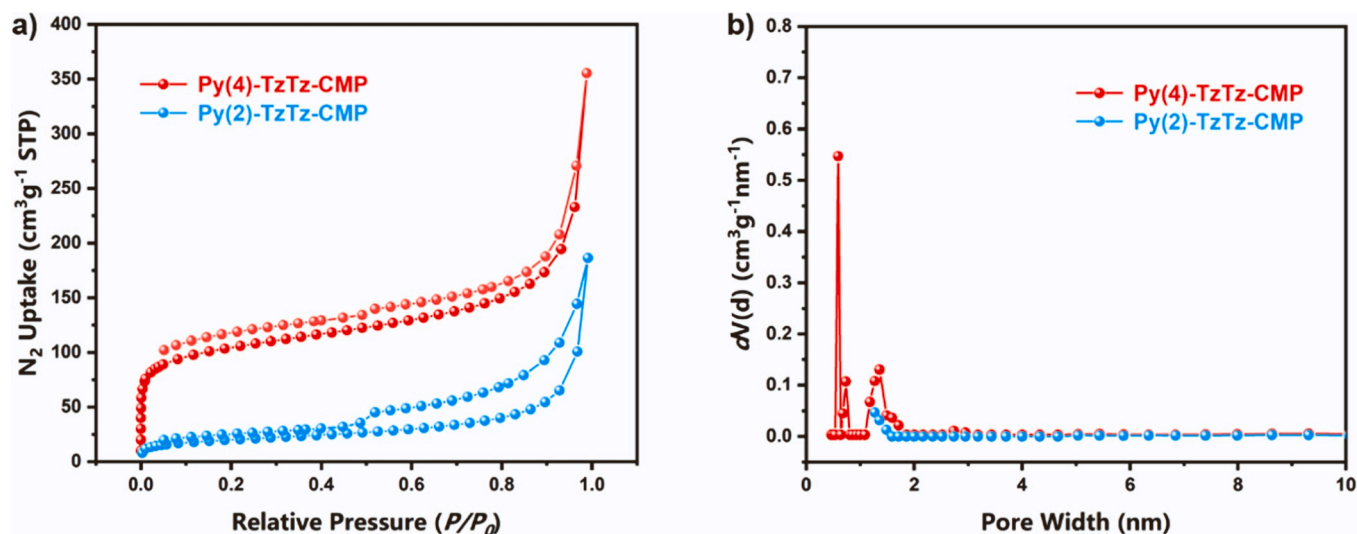 a)
400
350
300
250
200
150
100
50
0
N₂ Uptake (cm³g⁻¹ STP)
Py(4)-TzTz-CMP
Py(2)-TzTz-CMP
0.0 0.2 0.4 0.6 0.8 1.0
Relative Pressure (P/P₀)
b)
0.8
0.7
0.6
0.5
0.4
0.3
0.2
0.1
0.0
dV(d) (cm³g⁻¹nm⁻¹)
Py(4)-TzTz-CMP
Py(2)-TzTz-CMP
0 2 4 6 8 10
Pore Width (nm)